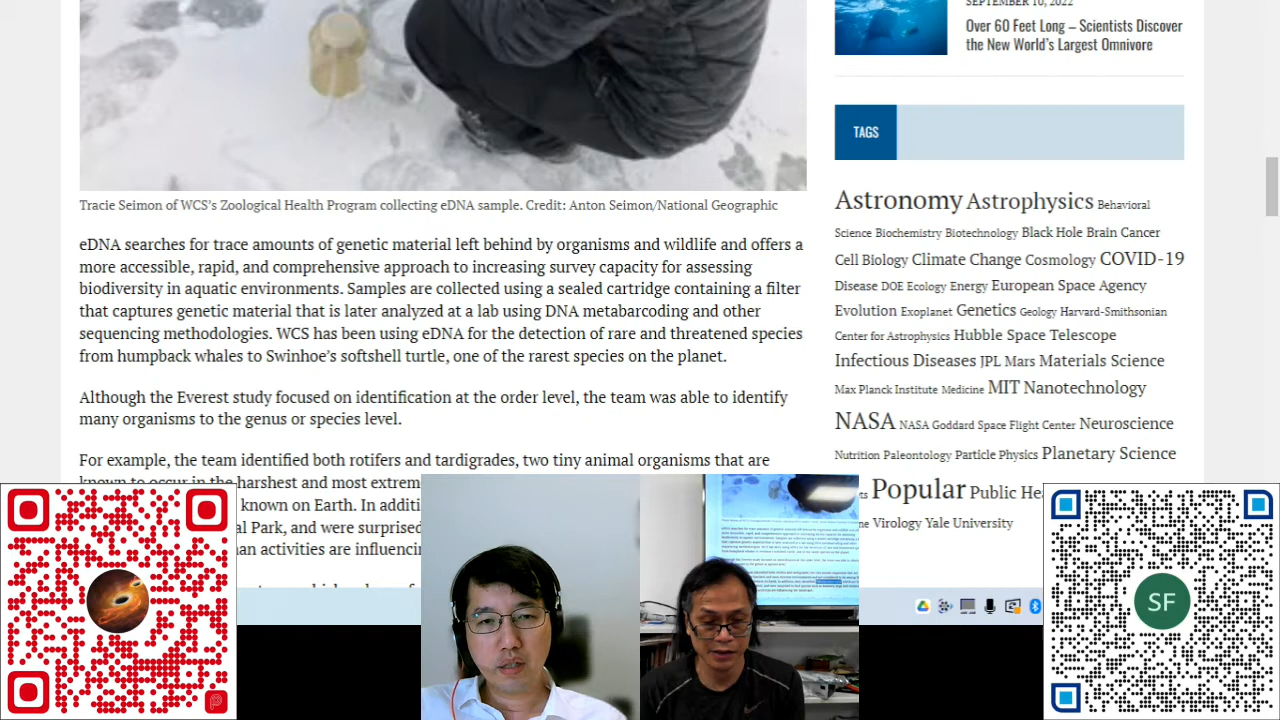 Tracie Seimon of WCS's Zoological Health Program collecting eDNA sample. Credit: Anton Seimon/National Geographic
eDNA searches for trace amounts of genetic material left behind by organisms and wildlife and offers a
more accessible, rapid, and comprehensive approach to increasing survey capacity for assessing
biodiversity in aquatic environments. Samples are collected using a sealed cartridge containing a filter
that captures genetic material that is later analyzed at a lab using DNA metabarcoding and other
sequencing methodologies. WCS has been using eDNA for the detection of rare and threatened species
from humpback whales to Swinhoe's softshell turtle, one of the rarest species on the planet.
Although the Everest study focused on identification at the order level, the team was able to identify
many organisms to the genus or species level.
For example, the team identified both rotifers and tardigrades, two tiny animal organisms that are
known to occur in the harshest and most extrem
known on Earth. In additi
al Park, and were surprised
an activities are influencin
SEPTEMBER 10, 2022
Over 60 Feet Long – Scientists Discover
the New World's Largest Omnivore
TAGS
Astronomy Astrophysics Behavioral
Science Biochemistry Biotechnology Black Hole Brain Cancer
Cell Biology Climate Change Cosmology COVID-19
Disease DOE Ecology Energy European Space Agency
Evolution Exoplanet Genetics Geology Harvard-Smithsonian
Center for Astrophysics Hubble Space Telescope
Infectious Diseases JPL Mars Materials Science
Max Planck Institute Medicine MIT Nanotechnology
NASA NASA Goddard Space Flight Center Neuroscience
Nutrition Paleontology Particle Physics Planetary Science
Popular Public Hea
Virology Yale University
SF